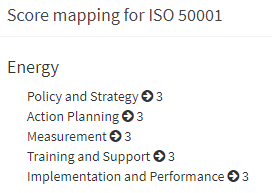 Score mapping for ISO 50001
Energy
Policy and Strategy ➔ 3
Action Planning ➔ 3
Measurement ➔ 3
Training and Support ➔ 3
Implementation and Performance ➔ 3